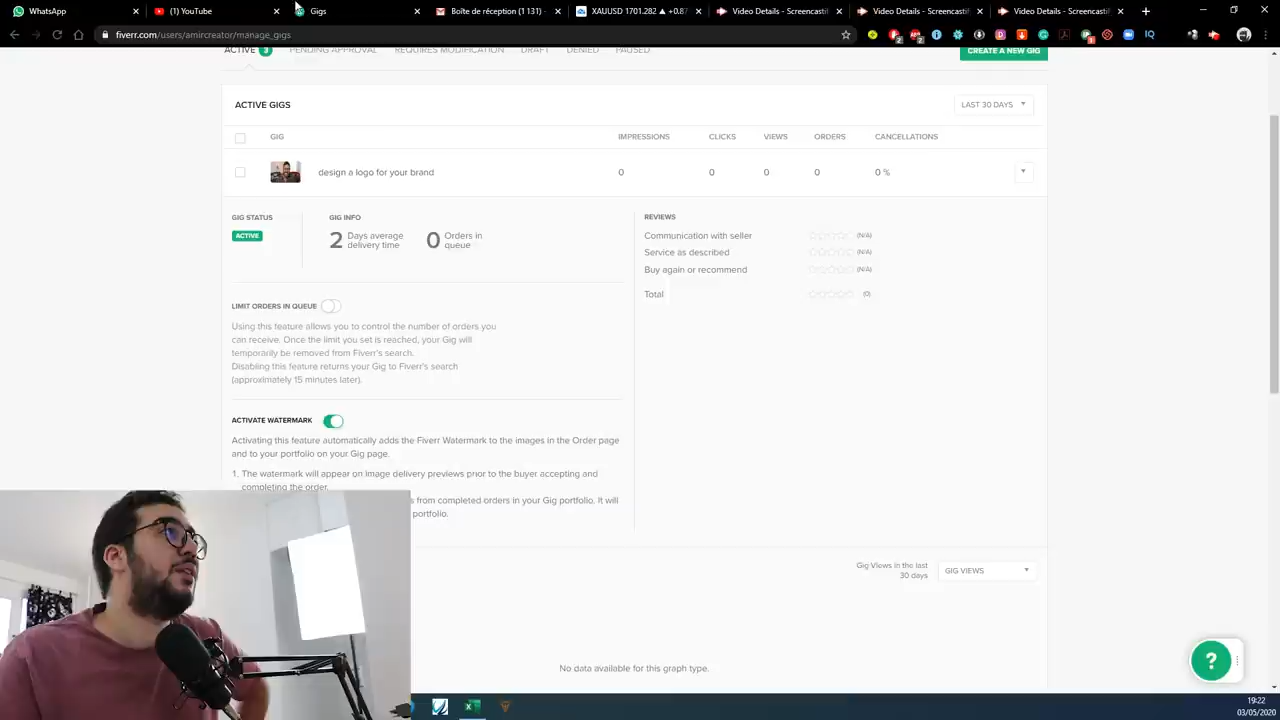 WhatsApp
(1) YouTube
Gigs
Boîte de réception (1 131)
XAUUSD 1701.282 ▲ +0.87
Video Details - Screencasti
Video Details - Screencasti
Video Details - Screencasti
fiverr.com/users/amircreator/manage_gigs
ACTIVE 3 PENDING APPROVAL REQUIRES MODIFICATION DRAFT DENIED PAUSED
CREATE A NEW GIG
ACTIVE GIGS
LAST 30 DAYS
GIG IMPRESSIONS CLICKS VIEWS ORDERS CANCELLATIONS
design a logo for your brand 0 0 0 0 0 %
GIG STATUS
ACTIVE
GIG INFO
2 Days average
delivery time
0 Orders in
queue
REVIEWS
Communication with seller (N/A)
Service as described (N/A)
Buy again or recommend (N/A)
Total (0)
LIMIT ORDERS IN QUEUE
Using this feature allows you to control the number of orders you
can receive. Once the limit you set is reached, your Gig will
temporarily be removed from Fiverr's search.
Disabling this feature returns your Gig to Fiverr's search
(approximately 15 minutes later).
ACTIVATE WATERMARK
Activating this feature automatically adds the Fiverr Watermark to the images in the Order page
and to your portfolio on your Gig page.
1. The watermark will appear on image delivery previews prior to the buyer accepting and
completing the order.
s from completed orders in your Gig portfolio. It will
portfolio.
Gig Views in the last
30 days
GIG VIEWS
No data available for this graph type.
?
19:22
03/05/2020